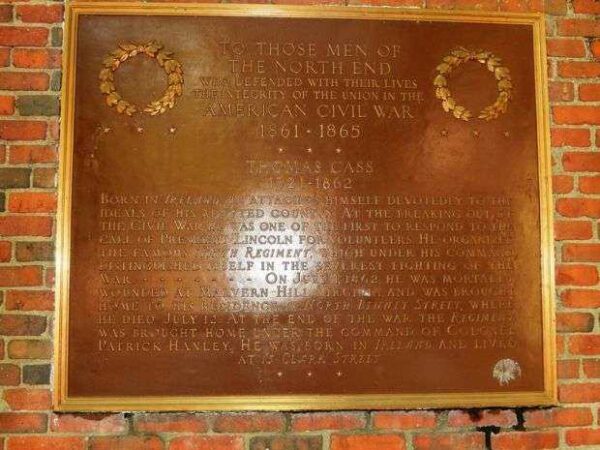 TO THOSE MEN OF
THE NORTH END
WHO DEFENDED WITH THEIR LIVES
THE INTEGRITY OF THE UNION IN THE
AMERICAN CIVIL WAR
1861 · 1865
THOMAS CASS
1821-1862
BORN IN IRELAND HE ATTACHED HIMSELF DEVOTEDLY TO THE
IDEALS OF HIS ADOPTED COUNTRY. AT THE BREAKING OUT OF
THE CIVIL WAR HE WAS ONE OF THE FIRST TO RESPOND TO THE
CALL OF PRESIDENT LINCOLN FOR VOLUNTEERS. HE ORGANIZED
THE FAMOUS REGIMENT, WHICH UNDER HIS COMMAND
DISTINGUISHED ITSELF IN THE SEVEREST FIGHTING OF THE
WAR · · · · · · · · · · ON JULY 1, 1862, HE WAS MORTALLY
WOUNDED AT MALVERN HILL, VIRGINIA AND WAS BROUGHT
HOME TO HIS RESIDENCE ON NORTH BENNET STREET, WHERE
HE DIED JULY 12. AT THE END OF THE WAR THE REGIMENT
WAS BROUGHT HOME UNDER THE COMMAND OF COLONEL
PATRICK HANLEY. HE WAS BORN IN IRELAND AND LIVED
AT 15 CLARK STREET